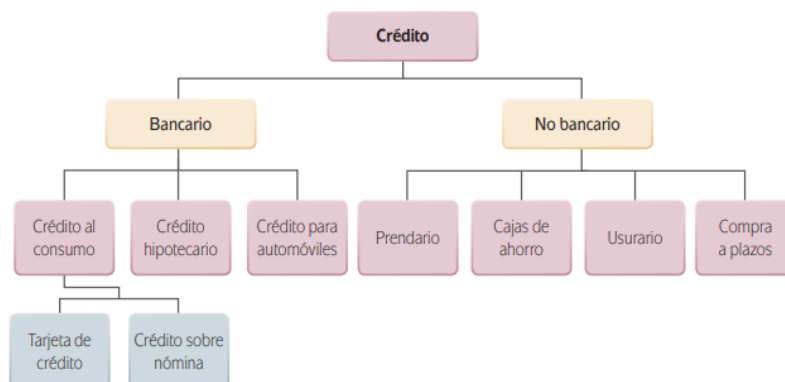 Crédito
Bancario
No bancario
Crédito al
consumo
Crédito
hipotecario
Crédito para
automóviles
Prendario
Cajas de
ahorro
Usurario
Compra
a plazos
Tarjeta de
crédito
Crédito sobre
nómina